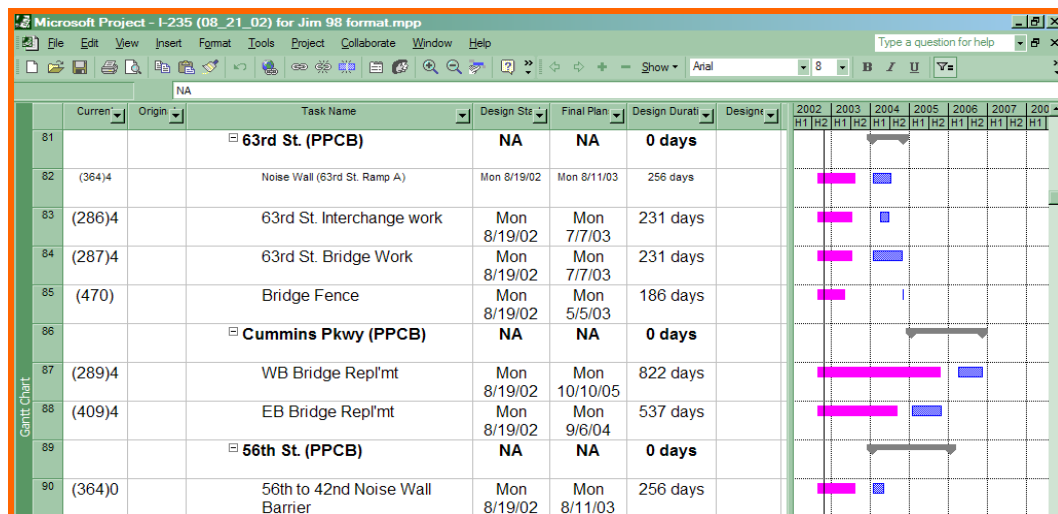 Microsoft Project - I-235 (08_21_02) for Jim 98 format.mpp
File Edit View Insert Format Tools Project Collaborate Window Help Type a question for help
Show Arial 8 B I U
NA
Curren Origin Task Name Design Sta Final Plan Design Durati Designe 2002 2003 2004 2005 2006 2007 200
H1 H2 H1 H2 H1 H2 H1 H2 H1 H2 H1 H2 H1
81 63rd St. (PPCB) NA NA 0 days
82 (364)4 Noise Wall (63rd St. Ramp A) Mon 8/19/02 Mon 8/11/03 256 days
83 (286)4 63rd St. Interchange work Mon Mon 231 days
8/19/02 7/7/03
84 (287)4 63rd St. Bridge Work Mon Mon 231 days
8/19/02 7/7/03
85 (470) Bridge Fence Mon Mon 186 days
8/19/02 5/5/03
86 Cummins Pkwy (PPCB) NA NA 0 days
87 (289)4 WB Bridge Repl'mt Mon Mon 822 days
8/19/02 10/10/05
88 (409)4 EB Bridge Repl'mt Mon Mon 537 days
8/19/02 9/6/04
89 56th St. (PPCB) NA NA 0 days
90 (364)0 56th to 42nd Noise Wall Mon Mon 256 days
Barrier 8/19/02 8/11/03
Gantt Chart